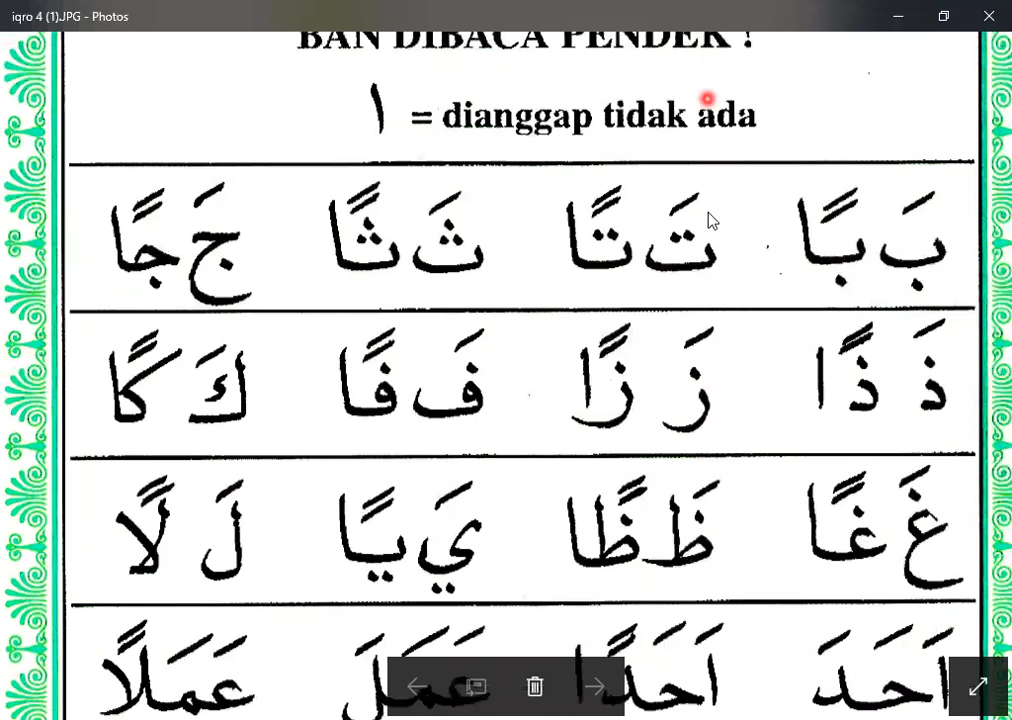 iqro 4 (1).JPG - Photos
BAN DIBACA PENDEK !
ا = dianggap tidak ada
بَ بًا تَ تًا ثَ ثًا جَ جًا
ذَ ذًا زَ زًا فَ فًا كَ كًا
غَ غًا ظَ ظًا يَ يًا لَ لًا
اَحَدَ اَحَدًا عَمَلَ عَمَلًا